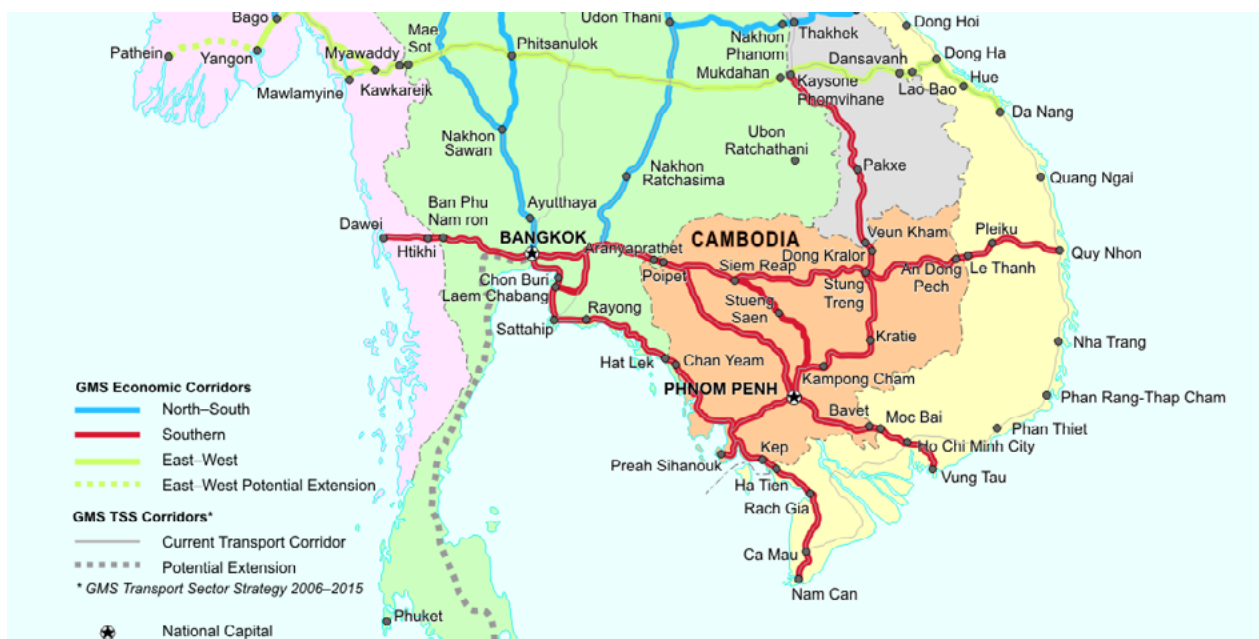 Bago
Udon Thani
Dong Hoi
Mae
Sot
Nakhon
Phanom
Thakhek
Pathein
Yangon
Myawaddy
Phitsanulok
Dansavanh
Dong Ha
Mukdahan
Hue
Mawlamyine
Kawkareik
Kaysone
Phomvihane
Lao Bao
Da Nang
Nakhon
Sawan
Ubon
Ratchathani
Nakhon
Ratchasima
Pakxe
Quang Ngai
Ban Phu
Nam ron
Ayutthaya
Dawei
Htikhi
BANGKOK
Aranyaprathet
CAMBODIA
Veun Kham
Pleiku
Dong Kralor
Quy Nhon
Poipet
Siem Reap
An Dong
Pech
Le Thanh
Chon Buri
Laem Chabang
Stueng
Saen
Stung
Treng
Rayong
Sattahip
Kratie
Nha Trang
Hat Lek
Chan Yeam
Kampong Cham
PHNOM PENH
Phan Rang-Thap Cham
Bavet
Moc Bai
Phan Thiet
Ho Chi Minh City
Kep
Preah Sihanouk
Vung Tau
Ha Tien
Rach Gia
Ca Mau
Nam Can
Phuket
GMS Economic Corridors
North–South
Southern
East–West
East–West Potential Extension
GMS TSS Corridors*
Current Transport Corridor
Potential Extension
* GMS Transport Sector Strategy 2006–2015
National Capital